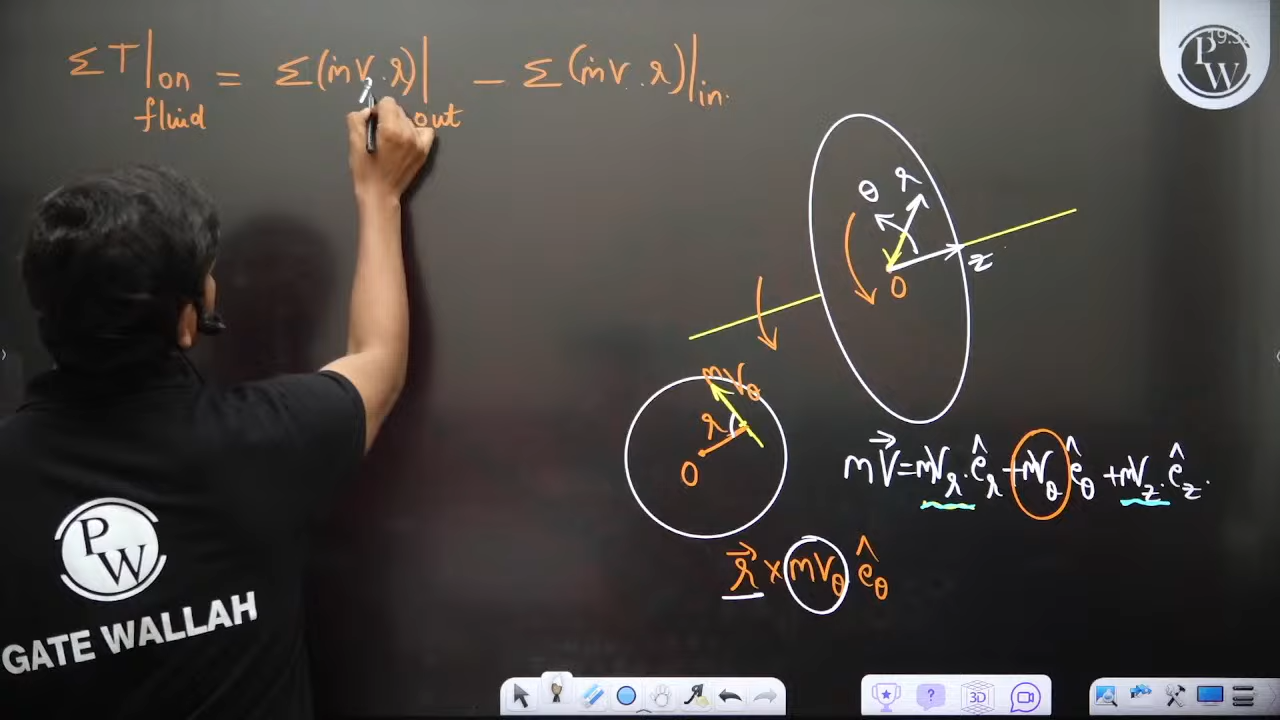 ΣT|on fluid = Σ(ṁV.r)|out - Σ(ṁV.r)|in.
θ r
z
O
mVθ
r
O
mV⃗ = mVr.êr + mVθ êθ + mVz.êz.
r⃗ × mVθ êθ
PW
PW
GATE WALLAH
?
3D